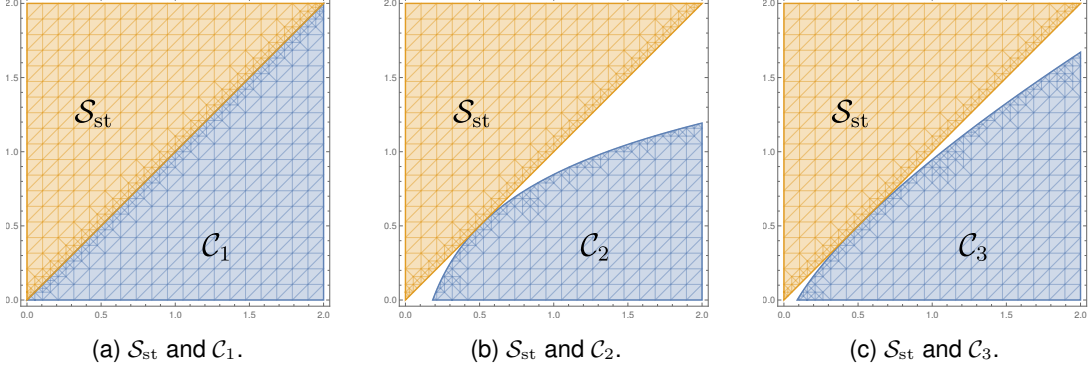 2.0 2.0 2.0
1.5 1.5 1.5
𝒮st 𝒮st 𝒮st
1.0 1.0 1.0
0.5 0.5 0.5
𝒞1 𝒞2 𝒞3
0.0 0.0 0.0
0.0 0.5 1.0 1.5 2.0 0.0 0.5 1.0 1.5 2.0 0.0 0.5 1.0 1.5 2.0
(a) 𝒮st and 𝒞1. (b) 𝒮st and 𝒞2. (c) 𝒮st and 𝒞3.